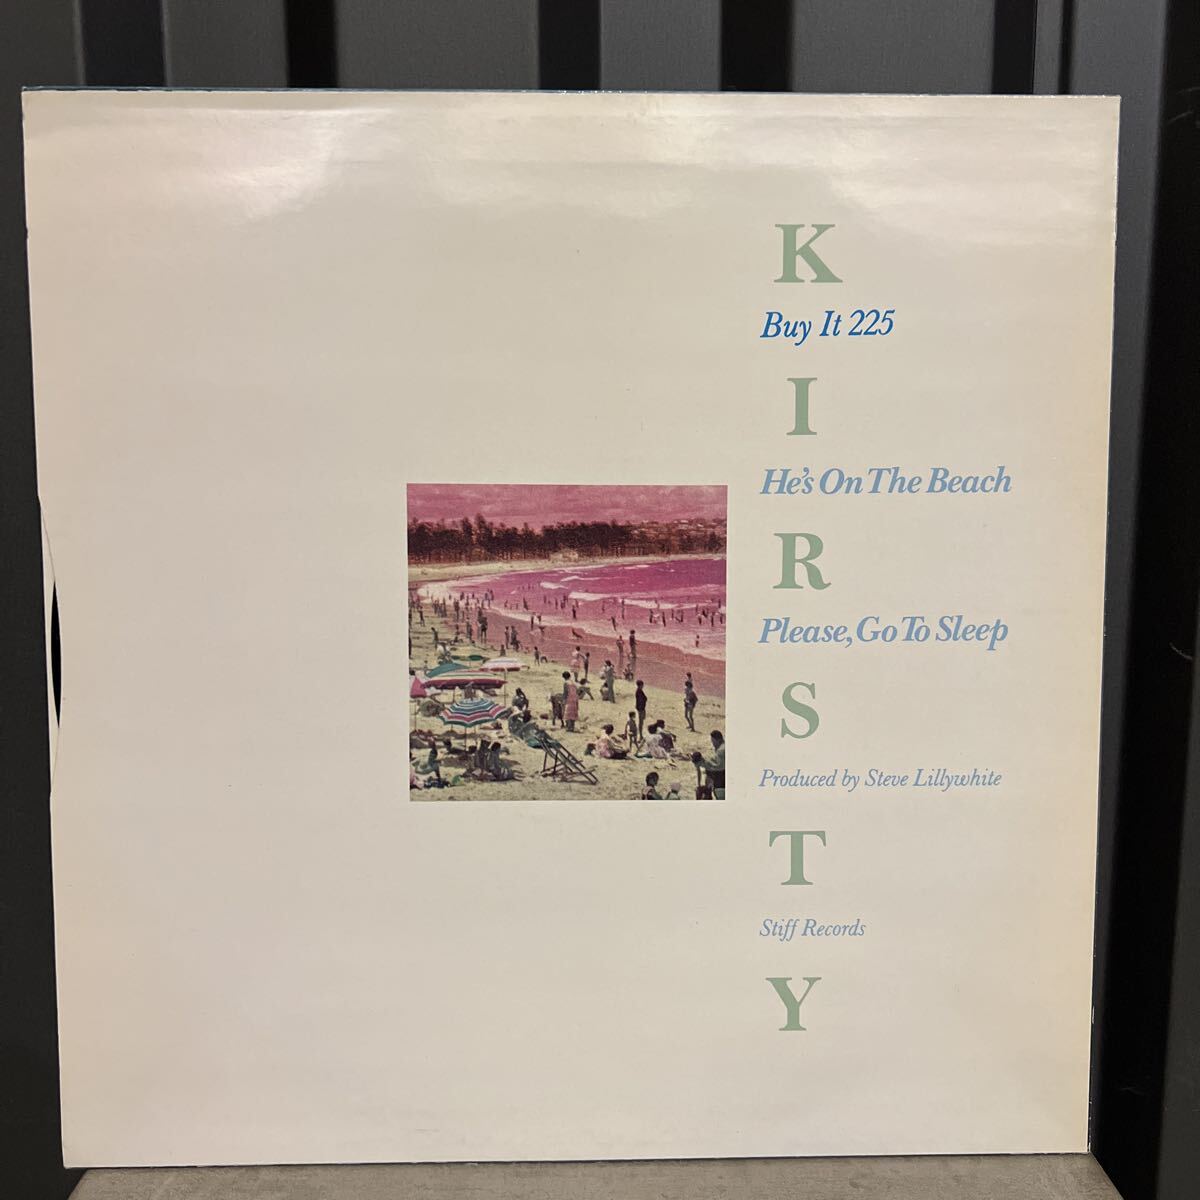 K
Buy It 225
I
He's On The Beach
R
Please, Go To Sleep
S
Produced by Steve Lillywhite
T
Stiff Records
Y